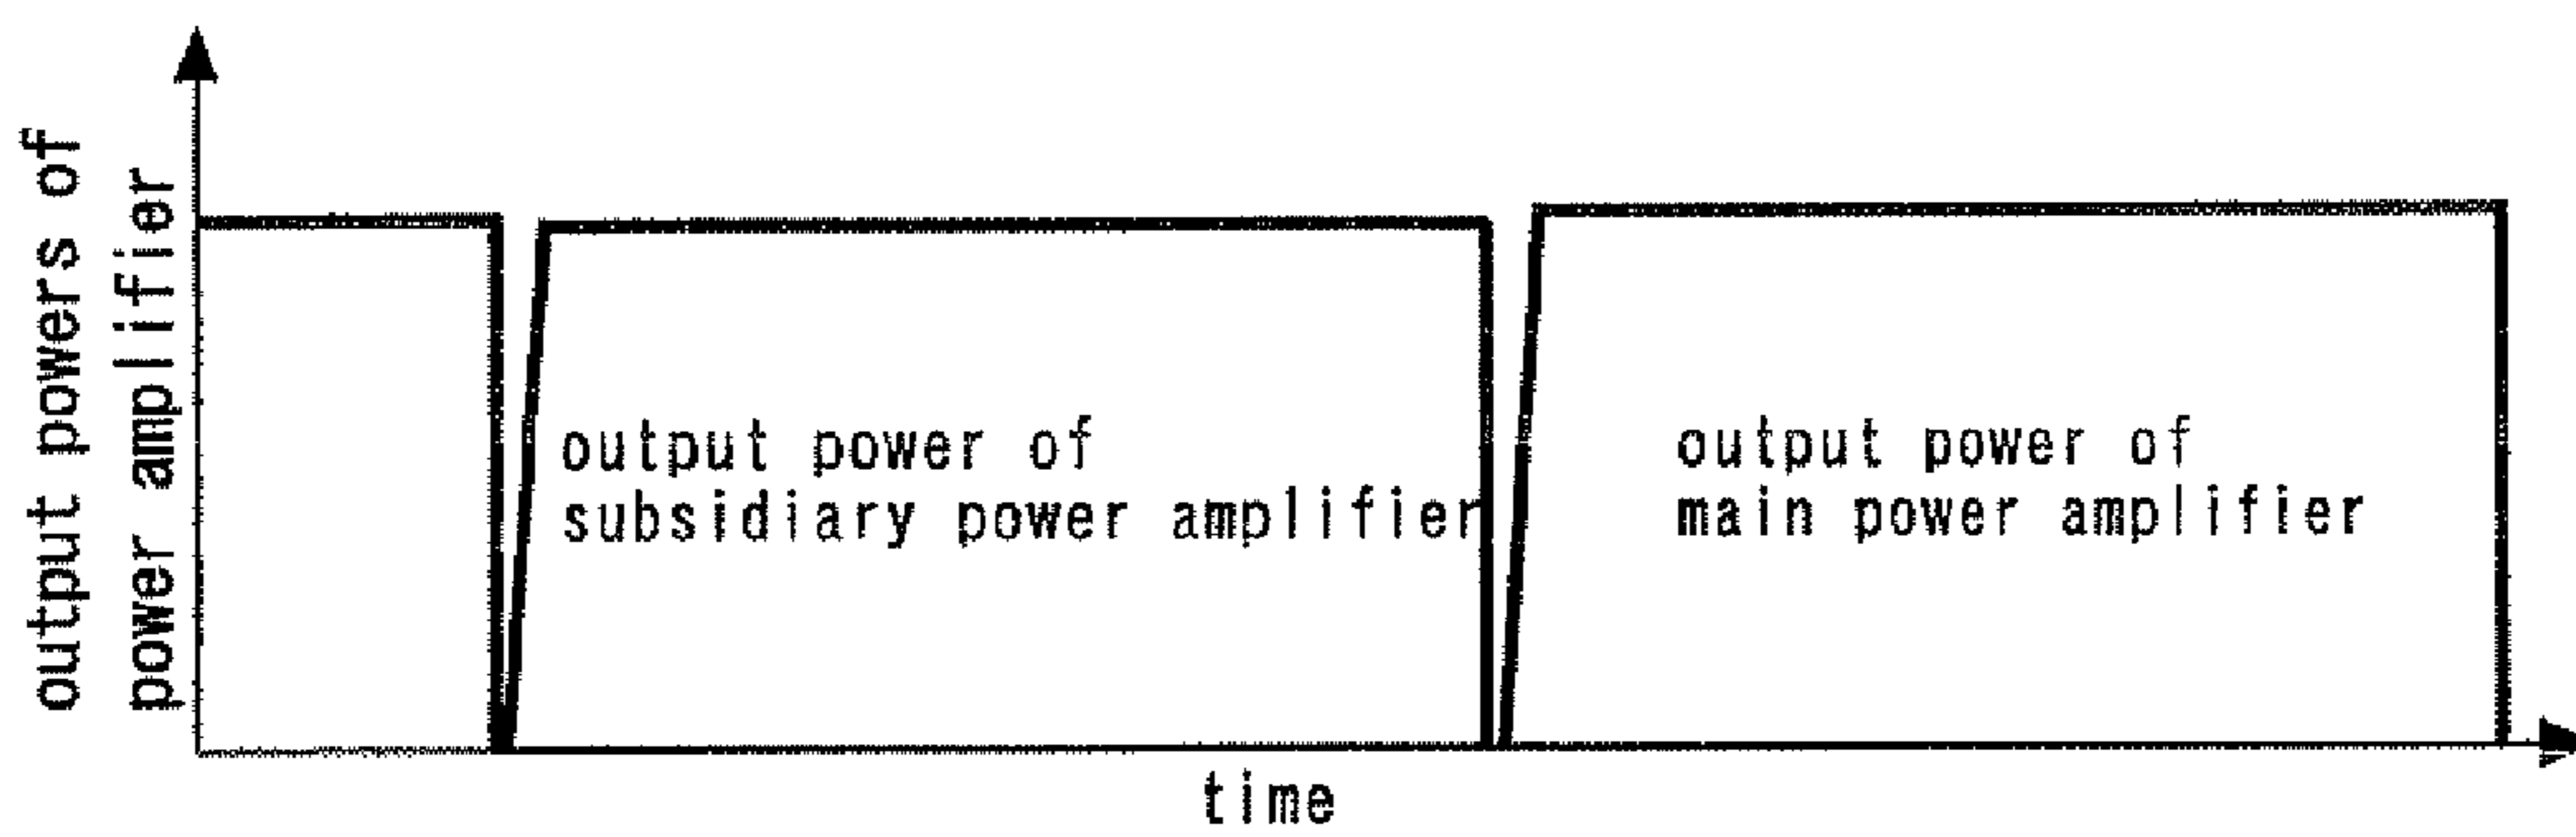 output powers of
power amplifier
output power of
subsidiary power amplifier
output power of
main power amplifier
time